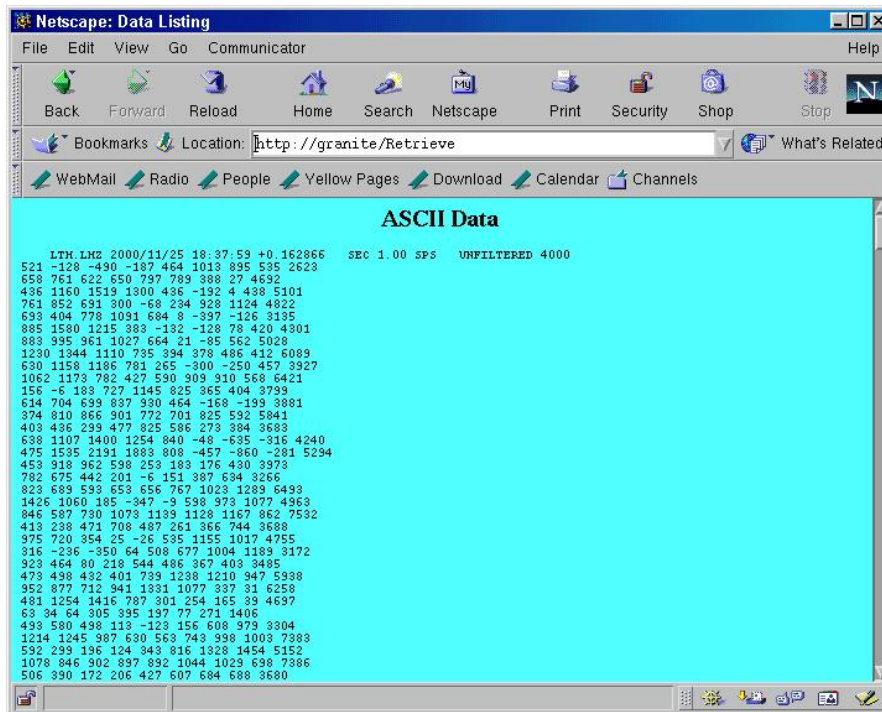 Netscape: Data Listing
File Edit View Go Communicator Help
Back Forward Reload Home Search Netscape Print Security Shop Stop
My
N
Bookmarks Location: http://granite/Retrieve What's Related
WebMail Radio People Yellow Pages Download Calendar Channels
ASCII Data
LTH.LHZ 2000/11/25 18:37:59 +0.162866 SEC 1.00 SPS UNFILTERED 4000
521 -128 -490 -187 464 1013 895 535 2623
658 761 622 650 797 789 388 27 4692
436 1160 1519 1300 436 -192 4 438 5101
761 852 691 300 -68 234 928 1124 4822
693 404 778 1091 684 8 -397 -126 3135
885 1580 1215 383 -132 -128 78 420 4301
883 995 961 1027 664 21 -85 562 5028
1230 1344 1110 735 394 378 486 412 6089
630 1158 1186 781 265 -300 -250 457 3927
1062 1173 782 427 590 909 910 568 6421
156 -6 183 727 1145 825 365 404 3799
614 704 699 837 930 464 -168 -199 3881
374 810 866 901 772 701 825 592 5841
403 436 299 477 825 586 273 384 3683
638 1107 1400 1254 840 -48 -635 -316 4240
475 1535 2191 1883 808 -457 -860 -281 5294
453 918 962 598 253 183 176 430 3973
782 675 442 201 -6 151 387 634 3266
823 689 593 653 656 767 1023 1289 6493
1426 1060 185 -347 -9 598 973 1077 4963
846 587 730 1073 1139 1128 1167 862 7532
413 238 471 708 487 261 366 744 3688
975 720 354 25 -26 535 1155 1017 4755
316 -236 -350 64 508 677 1004 1189 3172
923 464 80 218 544 486 367 403 3485
473 498 432 401 739 1238 1210 947 5938
952 877 712 941 1331 1077 337 31 6258
481 1254 1416 787 301 254 165 39 4697
63 34 64 305 395 197 77 271 1406
493 580 498 113 -123 156 608 979 3304
1214 1245 987 630 563 743 998 1003 7383
592 299 196 124 343 816 1328 1454 5152
1078 846 902 897 892 1044 1029 698 7386
506 390 172 206 427 607 684 688 3680